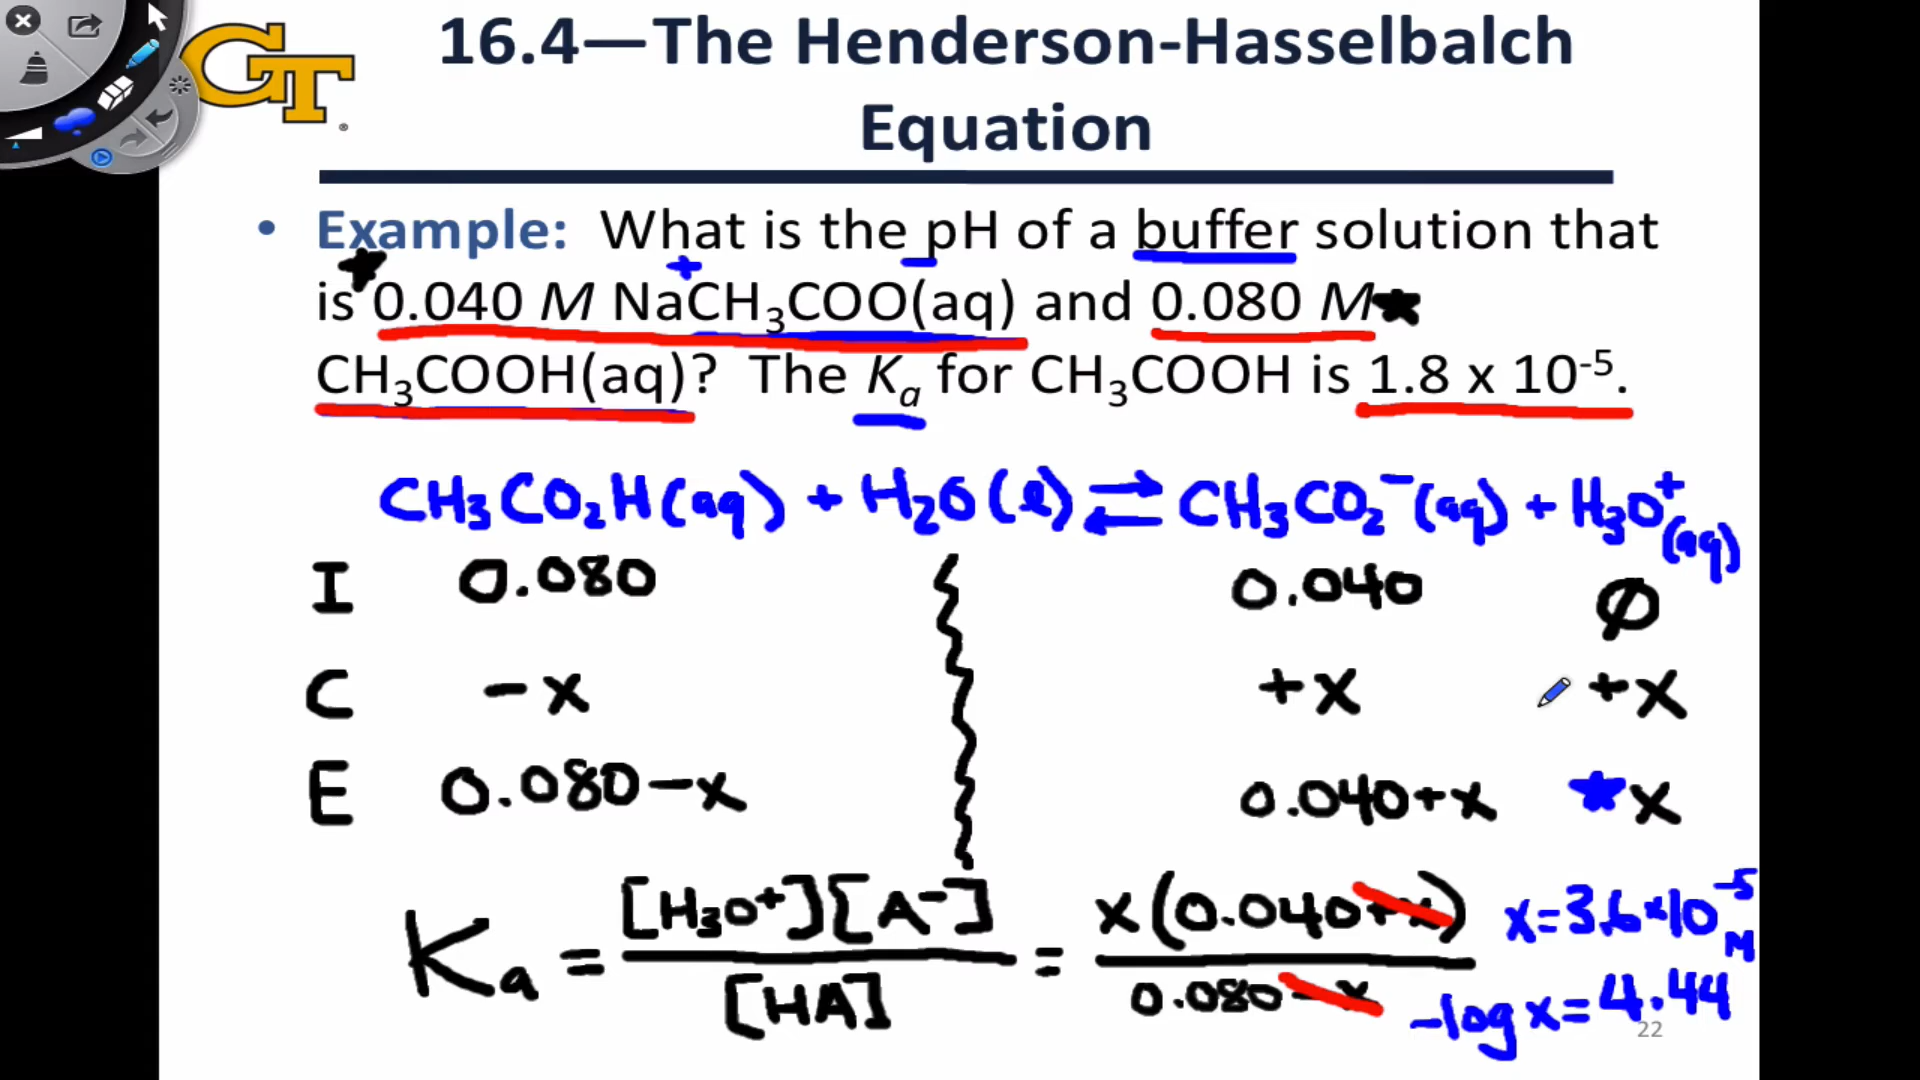 GT®
16.4—The Henderson-Hasselbalch
Equation
• Example: What is the pH of a buffer solution that
is 0.040 M NaCH₃COO(aq) and 0.080 M
CH₃COOH(aq)? The Kₐ for CH₃COOH is 1.8 x 10⁻⁵.
CH₃CO₂H(aq) + H₂O(l) ⇌ CH₃CO₂⁻(aq) + H₃O⁺(aq)
I 0.080 0.040 Ø
C -x +x +x
E 0.080-x 0.040+x x
Kₐ = [H₃O⁺][A⁻] / [HA] = x(0.040+x) / 0.080-x
x=3.6×10⁻⁵ M
-log x = 4.44
22